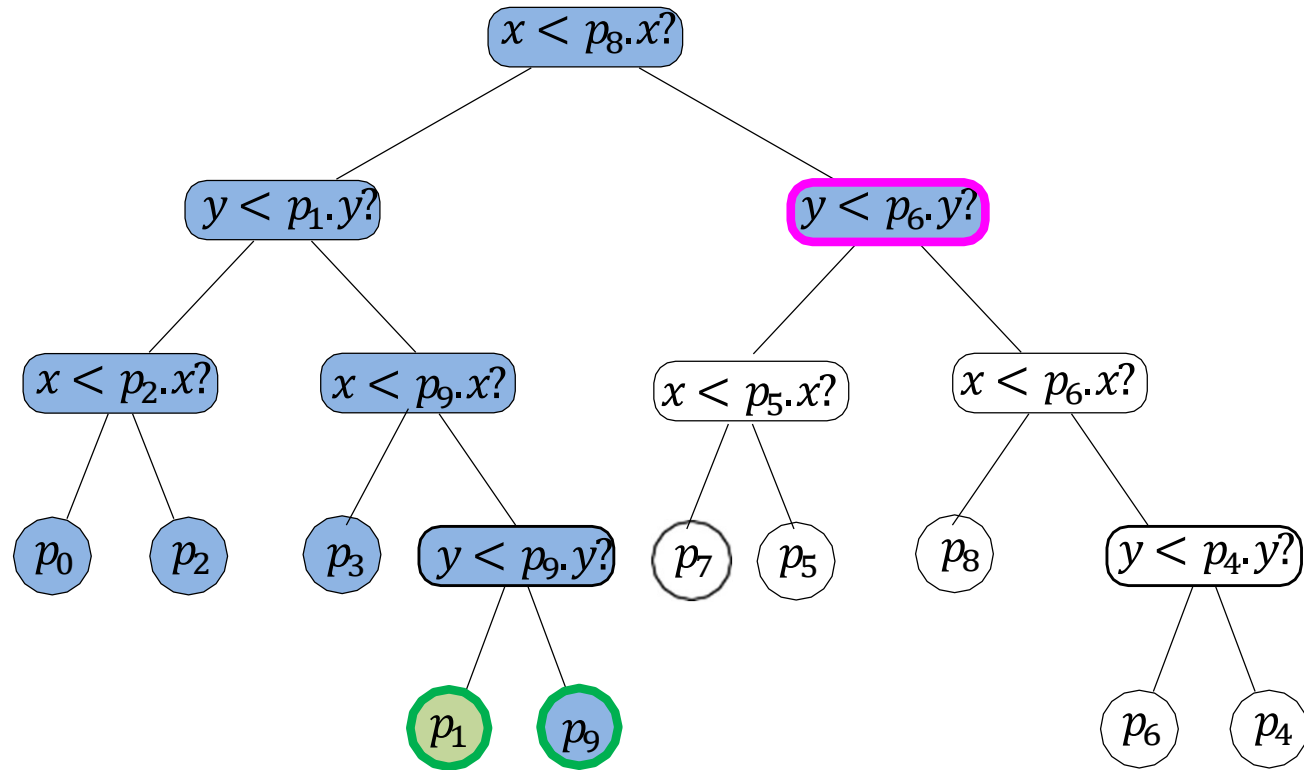 x < p₈.x?
y < p₁.y?
y < p₆.y?
x < p₂.x?
x < p₉.x?
x < p₅.x?
x < p₆.x?
p₀
p₂
p₃
y < p₉.y?
p₇
p₅
p₈
y < p₄.y?
p₁
p₉
p₆
p₄